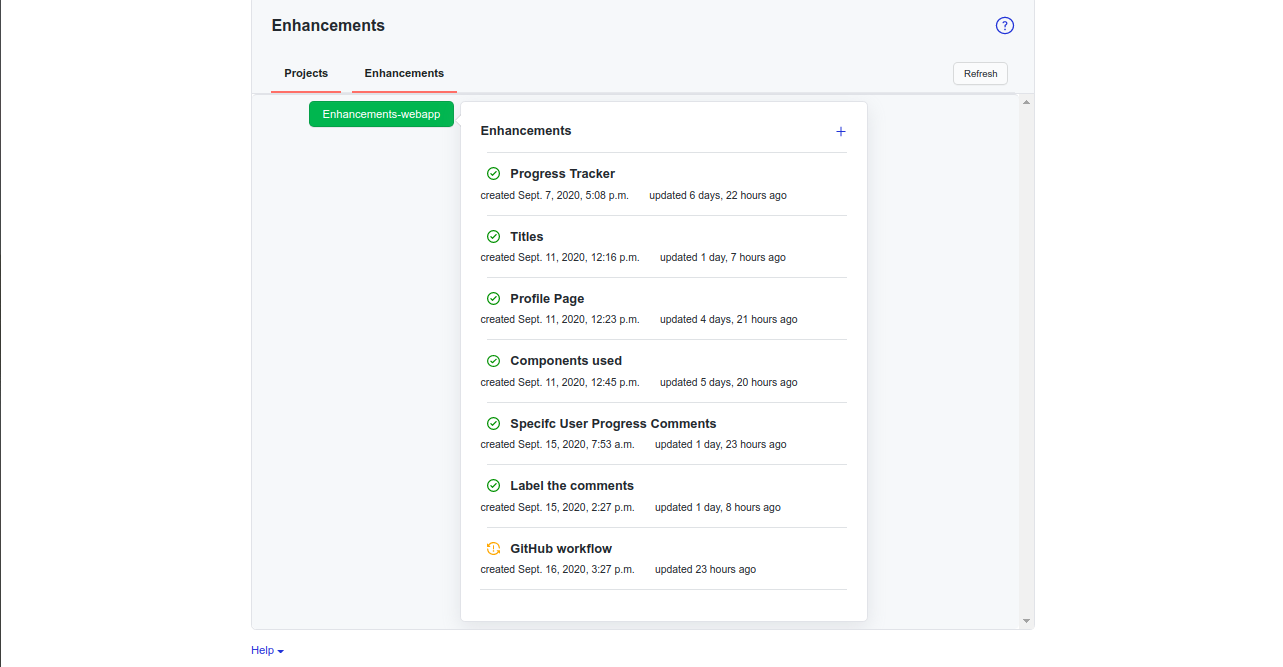 Enhancements
?
Projects Enhancements Refresh
Enhancements-webapp
Enhancements +
Progress Tracker
created Sept. 7, 2020, 5:08 p.m. updated 6 days, 22 hours ago
Titles
created Sept. 11, 2020, 12:16 p.m. updated 1 day, 7 hours ago
Profile Page
created Sept. 11, 2020, 12:23 p.m. updated 4 days, 21 hours ago
Components used
created Sept. 11, 2020, 12:45 p.m. updated 5 days, 20 hours ago
Specifc User Progress Comments
created Sept. 15, 2020, 7:53 a.m. updated 1 day, 23 hours ago
Label the comments
created Sept. 15, 2020, 2:27 p.m. updated 1 day, 8 hours ago
GitHub workflow
created Sept. 16, 2020, 3:27 p.m. updated 23 hours ago
Help